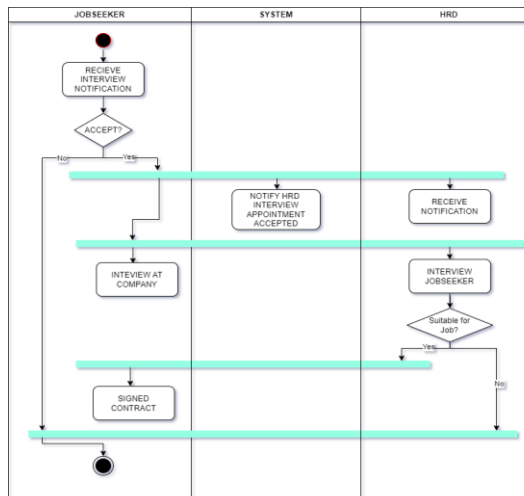 JOBSEEKER
SYSTEM
HRD
RECIEVE
INTERVIEW
NOTIFICATION
ACCEPT?
No
Yes
NOTIFY HRD
INTERVIEW
APPOINTMENT
ACCEPTED
RECEIVE
NOTIFICATION
INTEVIEW AT
COMPANY
INTERVIEW
JOBSEEKER
Suitable for
Job?
Yes
No
SIGNED
CONTRACT